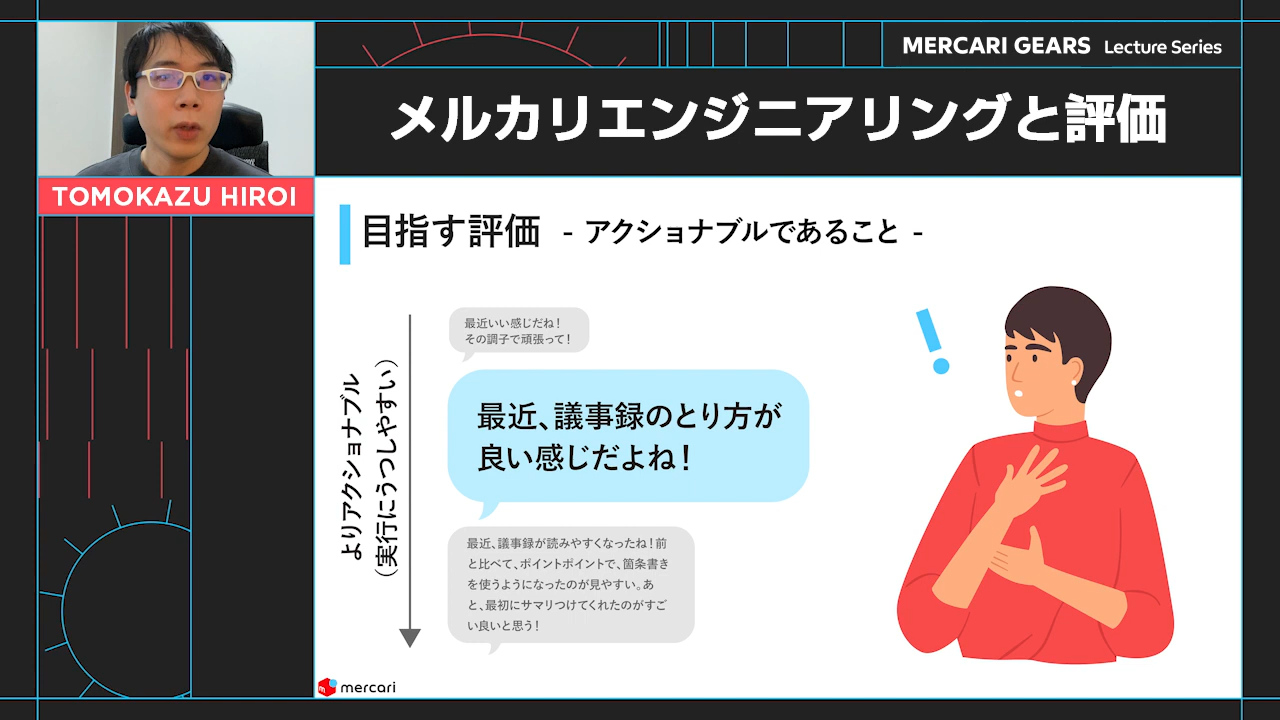 MERCARI GEARS Lecture Series
メルカリエンジニアリングと評価
TOMOKAZU HIROI
目指す評価 - アクショナブルであること -
よりアクショナブル
(実行にうつしやすい)
最近いい感じだね！
その調子で頑張って！
最近、議事録のとり方が
良い感じだよね！
最近、議事録が読みやすくなったね！前
と比べて、ポイントポイントで、箇条書き
を使うようになったのが見やすい。あ
と、最初にサマリつけてくれたのがすご
い良いと思う！
mercari